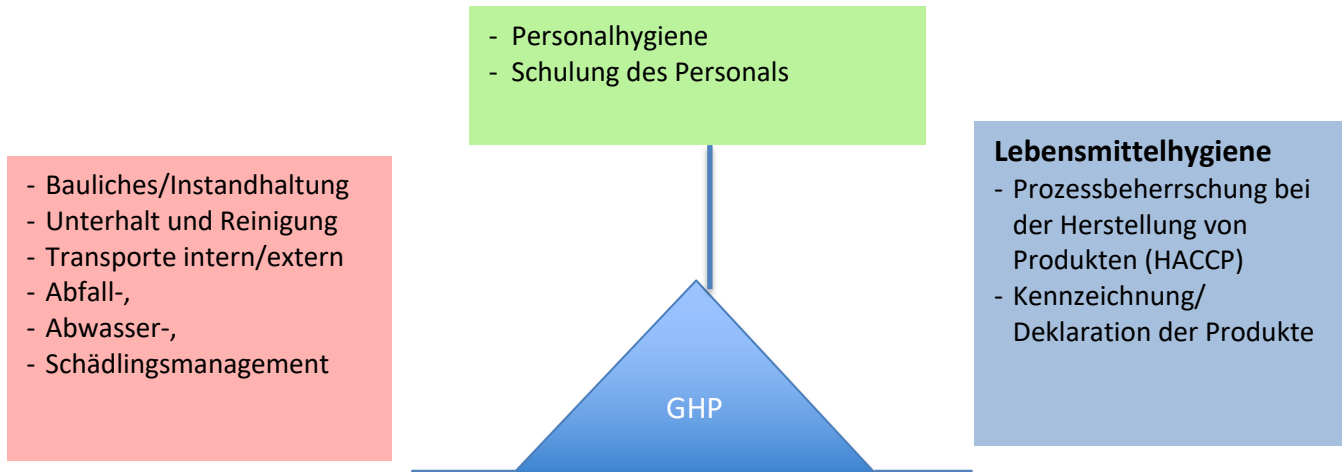 - Personalhygiene
- Schulung des Personals
- Bauliches/Instandhaltung
- Unterhalt und Reinigung
- Transporte intern/extern
- Abfall-,
- Abwasser-,
- Schädlingsmanagement
Lebensmittelhygiene
- Prozessbeherrschung bei
der Herstellung von
Produkten (HACCP)
- Kennzeichnung/
Deklaration der Produkte
GHP